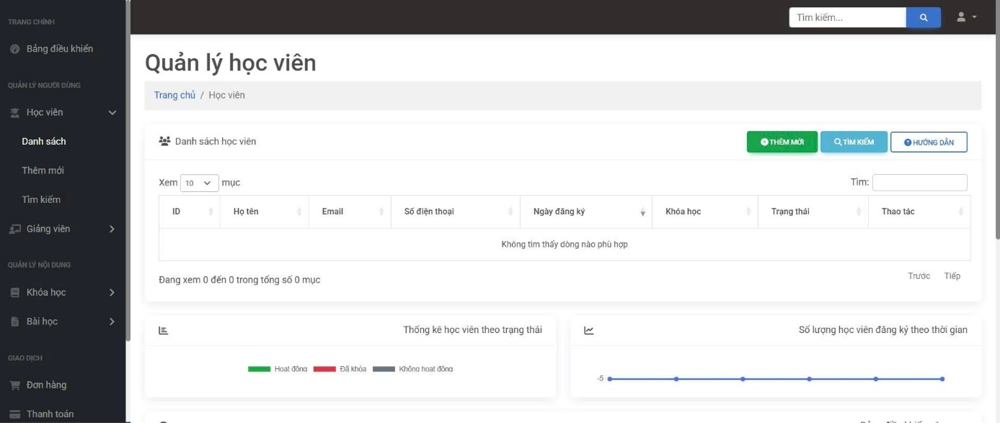 TRANG CHÍNH
Bảng điều khiển
QUẢN LÝ NGƯỜI DÙNG
Học viên
Danh sách
Thêm mới
Tìm kiếm
Giảng viên
QUẢN LÝ NỘI DUNG
Khóa học
Bài học
GIAO DỊCH
Đơn hàng
Thanh toán
Tìm kiếm...
Quản lý học viên
Trang chủ / Học viên
Danh sách học viên
THÊM MỚI TÌM KIẾM HƯỚNG DẪN
Xem 10 mục Tìm:
ID Họ tên Email Số điện thoại Ngày đăng ký Khóa học Trạng thái Thao tác
Không tìm thấy dòng nào phù hợp
Đang xem 0 đến 0 trong tổng số 0 mục
Trước Tiếp
Thống kê học viên theo trạng thái
Hoạt động Đã khóa Không hoạt động
Số lượng học viên đăng ký theo thời gian
-5